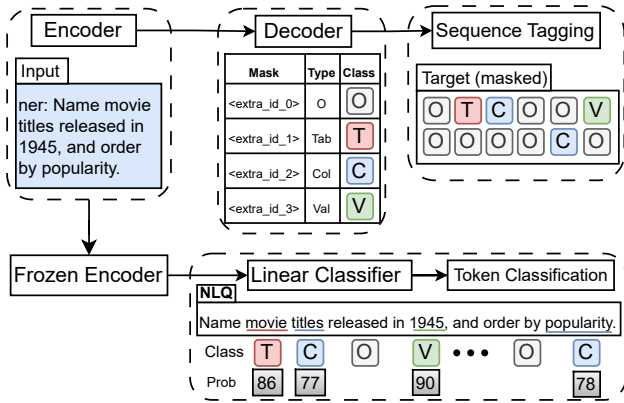 Encoder
Decoder
Sequence Tagging
Input
ner: Name movie
titles released in
1945, and order
by popularity.
Mask Type Class
<extra_id_0> O O
<extra_id_1> Tab T
<extra_id_2> Col C
<extra_id_3> Val V
Target (masked)
O T C O O V
O O O O C O
Frozen Encoder
Linear Classifier
Token Classification
NLQ
Name movie titles released in 1945, and order by popularity.
Class T C O V ••• O C
Prob 86 77 90 78